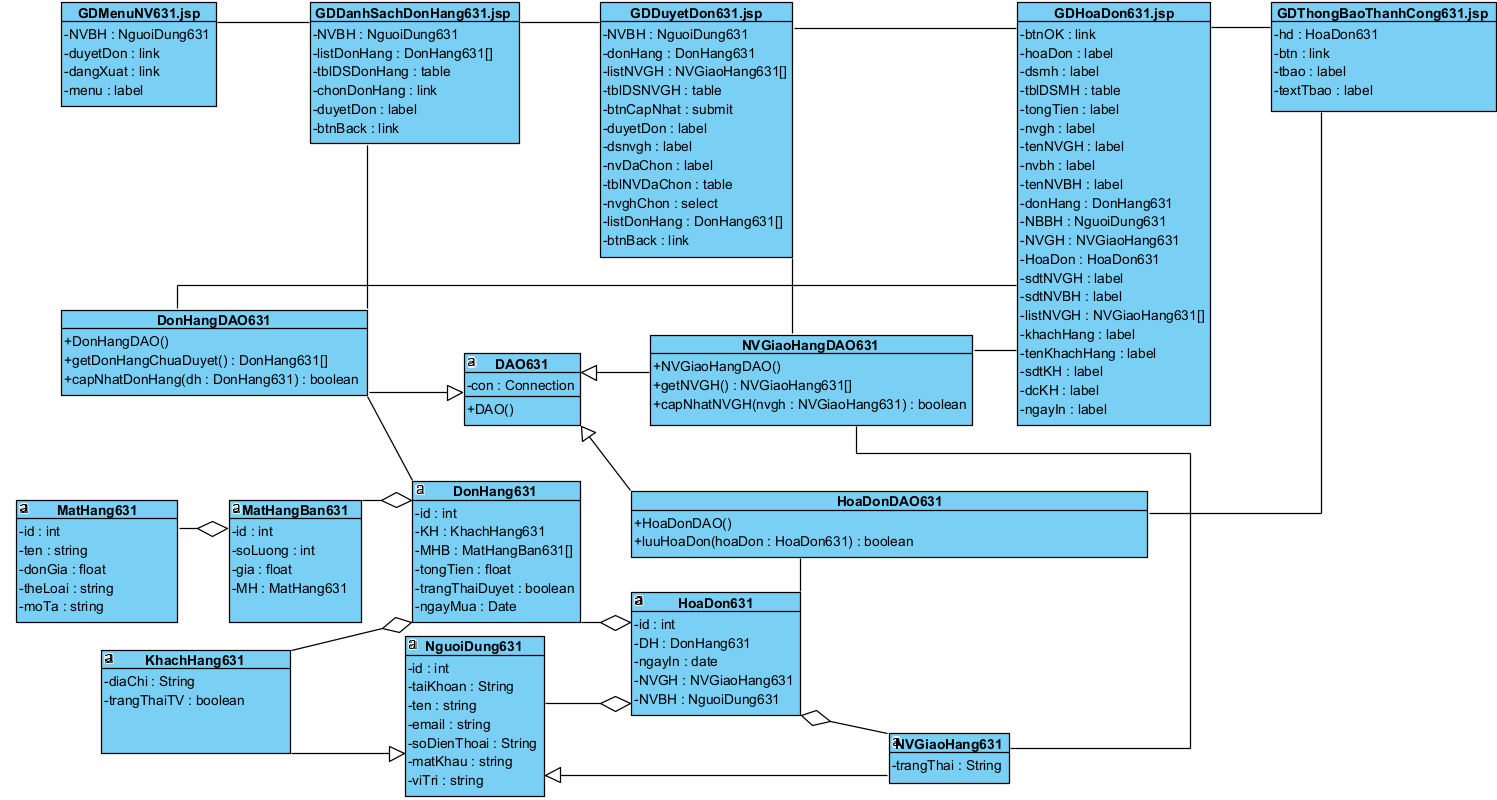 GDMenuNV631.jsp
-NVBH : NguoiDung631
-duyetDon : link
-dangXuat : link
-menu : label
GDDanhSachDonHang631.jsp
-NVBH : NguoiDung631
-listDonHang : DonHang631[]
-tblDSDonHang : table
-chonDonHang : link
-duyetDon : label
-btnBack : link
GDDuyetDon631.jsp
-NVBH : NguoiDung631
-donHang : DonHang631
-listNVGH : NVGiaoHang631[]
-tblDSNVGH : table
-btnCapNhat : submit
-duyetDon : label
-dsnvgh : label
-nvDaChon : label
-tblNVDaChon : table
-nvghChon : select
-listDonHang : DonHang631[]
-btnBack : link
GDHoaDon631.jsp
-btnOK : link
-hoaDon : label
-dsmh : label
-tblDSMH : table
-tongTien : label
-nvgh : label
-tenNVGH : label
-nvbh : label
-tenNVBH : label
-donHang : DonHang631
-NBBH : NguoiDung631
-NVGH : NVGiaoHang631
-HoaDon : HoaDon631
-sdtNVGH : label
-sdtNVBH : label
-listNVGH : NVGiaoHang631[]
-khachHang : label
-tenKhachHang : label
-sdtKH : label
-dcKH : label
-ngayIn : label
GDThongBaoThanhCong631.jsp
-hd : HoaDon631
-btn : link
-tbao : label
-textTbao : label
DonHangDAO631
+DonHangDAO()
+getDonHangChuaDuyet() : DonHang631[]
+capNhatDonHang(dh : DonHang631) : boolean
a
DAO631
-con : Connection
+DAO()
NVGiaoHangDAO631
+NVGiaoHangDAO()
+getNVGH() : NVGiaoHang631[]
+capNhatNVGH(nvgh : NVGiaoHang631) : boolean
a
MatHang631
-id : int
-ten : string
-donGia : float
-theLoai : string
-moTa : string
a
MatHangBan631
-id : int
-soLuong : int
-gia : float
-MH : MatHang631
a
DonHang631
-id : int
-KH : KhachHang631
-MHB : MatHangBan631[]
-tongTien : float
-trangThaiDuyet : boolean
-ngayMua : Date
HoaDonDAO631
+HoaDonDAO()
+luuHoaDon(hoaDon : HoaDon631) : boolean
a
HoaDon631
-id : int
-DH : DonHang631
-ngayIn : date
-NVGH : NVGiaoHang631
-NVBH : NguoiDung631
a
KhachHang631
-diaChi : String
-trangThaiTV : boolean
a
NguoiDung631
-id : int
-taiKhoan : String
-ten : string
-email : string
-soDienThoai : String
-matKhau : string
-viTri : string
a
NVGiaoHang631
-trangThai : String